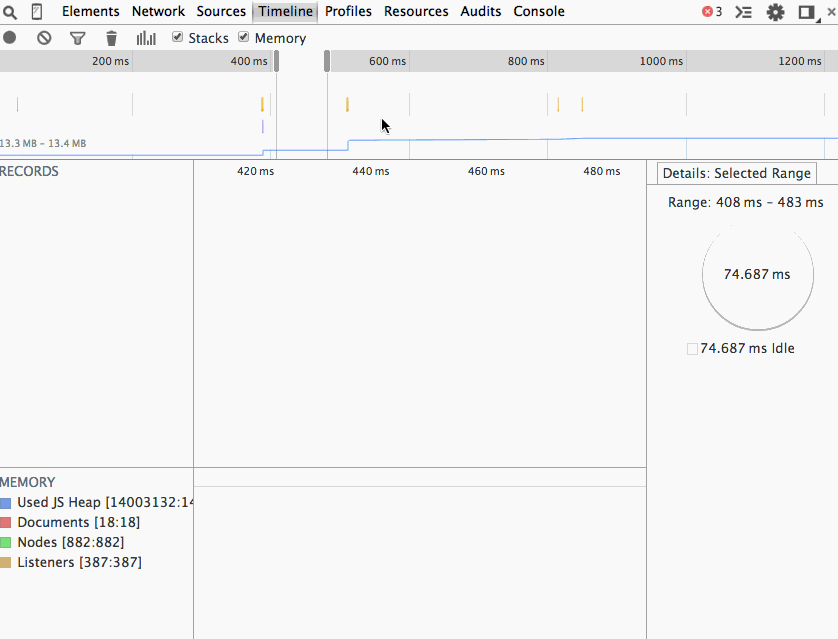 Elements Network Sources Timeline Profiles Resources Audits Console 3
Stacks Memory
200 ms 400 ms 600 ms 800 ms 1000 ms 1200 ms
13.3 MB – 13.4 MB
RECORDS 420 ms 440 ms 460 ms 480 ms
Details: Selected Range
Range: 408 ms – 483 ms
74.687 ms
74.687 ms Idle
MEMORY
Used JS Heap [14003132:14
Documents [18:18]
Nodes [882:882]
Listeners [387:387]